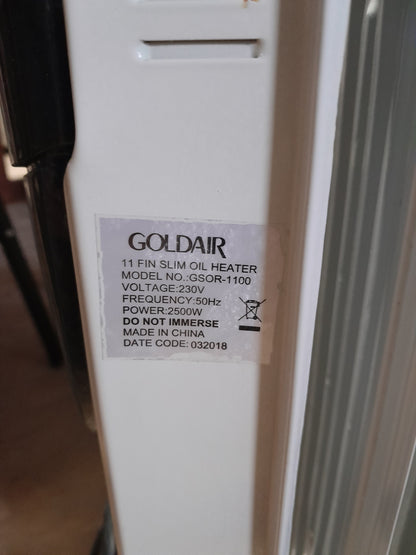 GOLDAIR
11 FIN SLIM OIL HEATER
MODEL NO.:GSOR-1100
VOLTAGE:230V
FREQUENCY:50Hz
POWER:2500W
DO NOT IMMERSE
MADE IN CHINA
DATE CODE: 032018